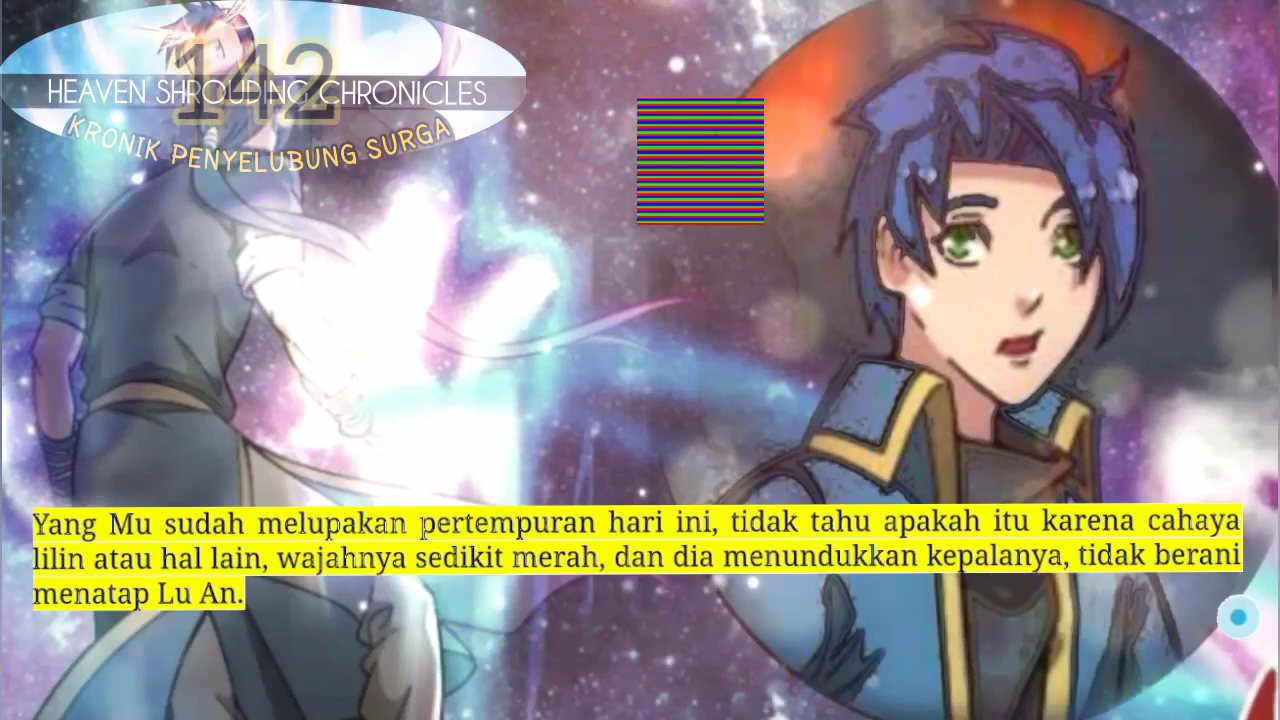 142
HEAVEN SHROUDING CHRONICLES
KRONIK PENYELUBUNG SURGA
Yang Mu sudah melupakan pertempuran hari ini, tidak tahu apakah itu karena cahaya
lilin atau hal lain, wajahnya sedikit merah, dan dia menundukkan kepalanya, tidak berani
menatap Lu An.